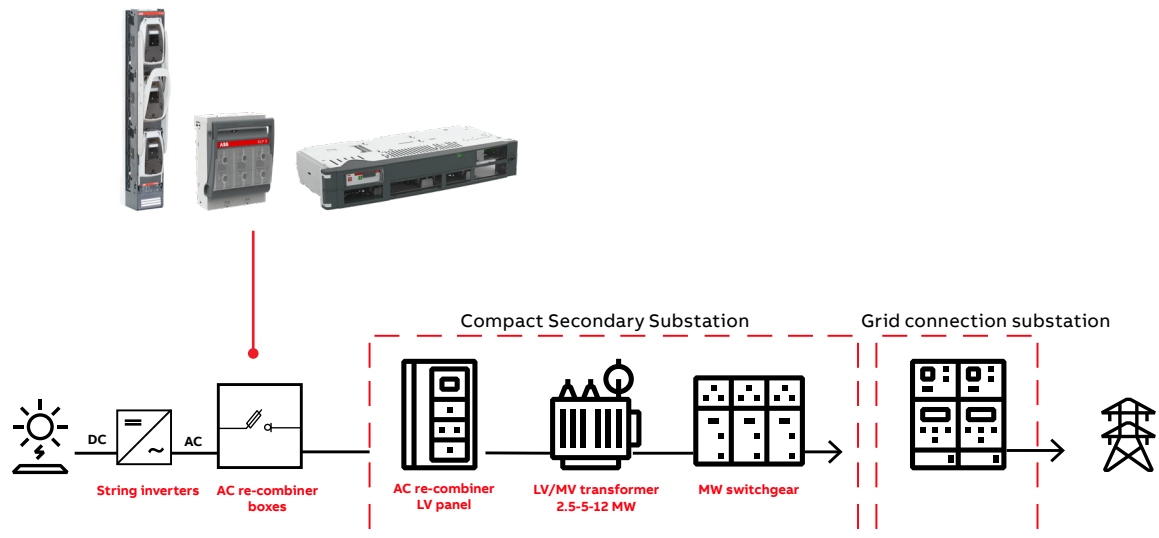 ABB
Compact Secondary Substation
Grid connection substation
DC
AC
String inverters
AC re-combiner
boxes
AC re-combiner
LV panel
LV/MV transformer
2.5-5-12 MW
MW switchgear